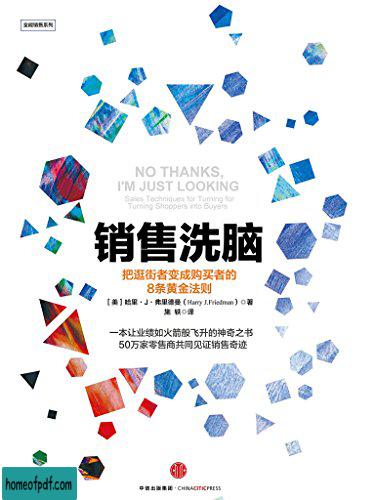 金牌销售系列
NO THANKS,
I'M JUST LOOKING
Sales Techniques for Turning for
Turning Shoppers into Buyers
销售洗脑
把逛街者变成购买者的
8条黄金法则
［美］哈里·J·弗里德曼（Harry J.Friedman）著
施轶 译
一本让业绩如火箭般飞升的神奇之书
50万家零售商共同见证销售奇迹
中信出版集团·CHINACITICPRESS
homeofpdf.com